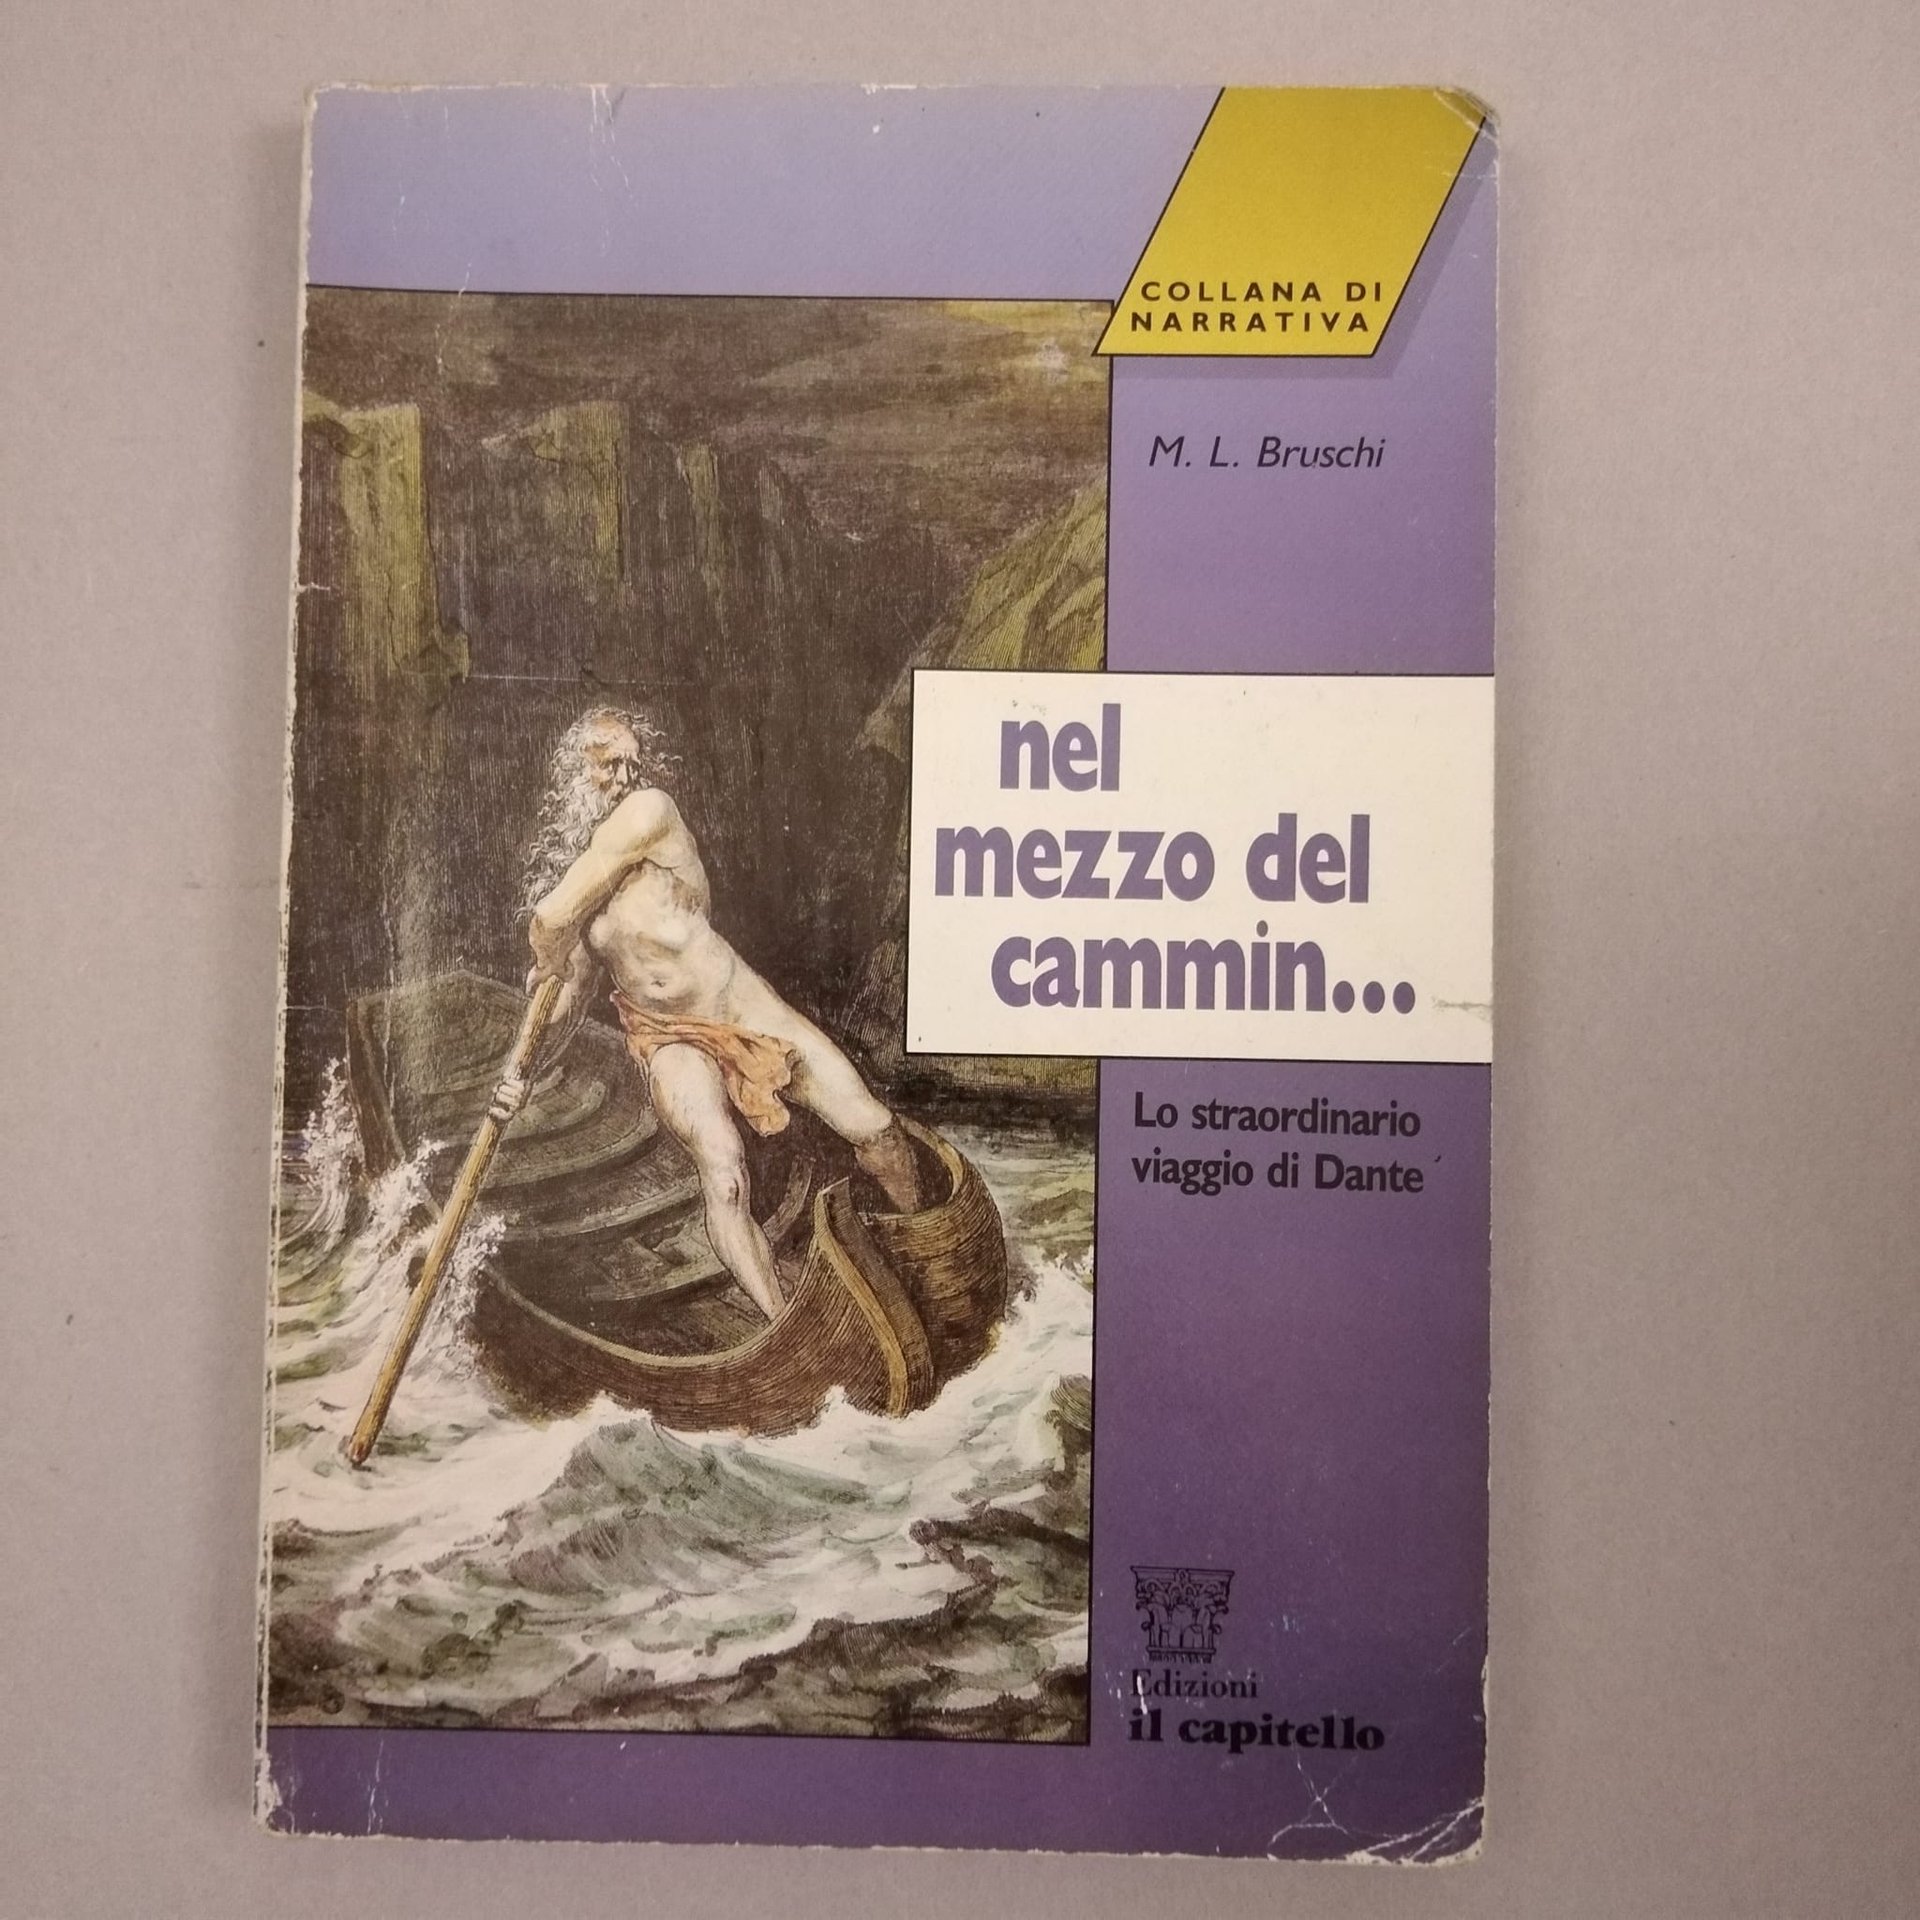 COLLANA DI
NARRATIVA
M. L. Bruschi
nel
mezzo del
cammin...
Lo straordinario
viaggio di Dante
Edizioni
il capitello